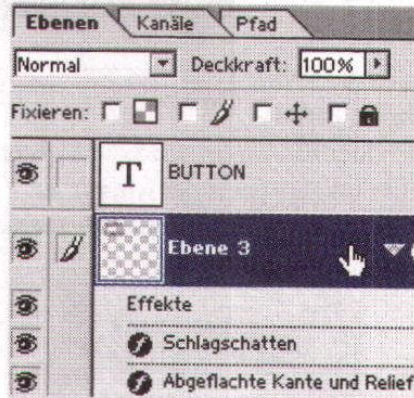 Ebenen Kanäle Pfad
Normal Deckkraft: 100%
Fixieren:
T BUTTON
Ebene 3
Effekte
Schlagschatten
Abgeflachte Kante und Relief